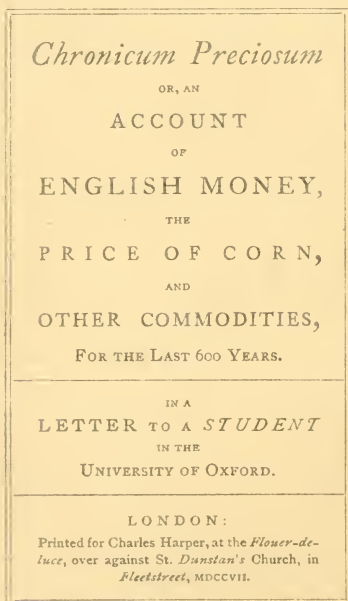 Chronicum Preciosum
OR, AN
ACCOUNT
OF
ENGLISH MONEY,
THE
PRICE OF CORN,
AND
OTHER COMMODITIES,
FOR THE LAST 600 YEARS.
IN A
LETTER TO A STUDENT
IN THE
UNIVERSITY OF OXFORD.
LONDON:
Printed for Charles Harper, at the Flower-de-
luce, over against St. Dunstan's Church, in
Fleetstreet, MDCCVII.